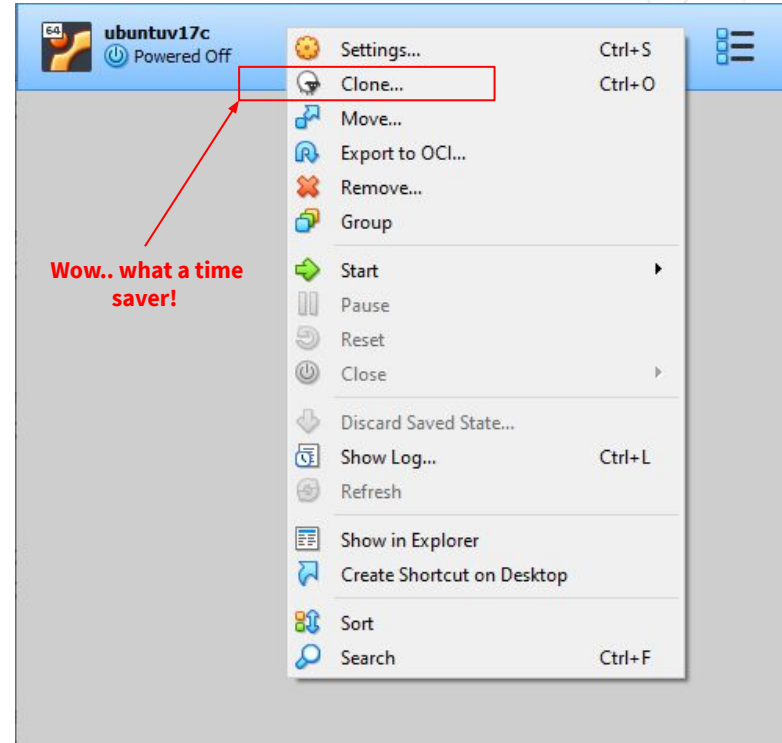 64
ubuntuv17c
Powered Off
Settings... Ctrl+S
Clone... Ctrl+O
Move...
Export to OCI...
Remove...
Group
Wow.. what a time
saver!
Start
Pause
Reset
Close
Discard Saved State...
Show Log... Ctrl+L
Refresh
Show in Explorer
Create Shortcut on Desktop
Sort
Search Ctrl+F